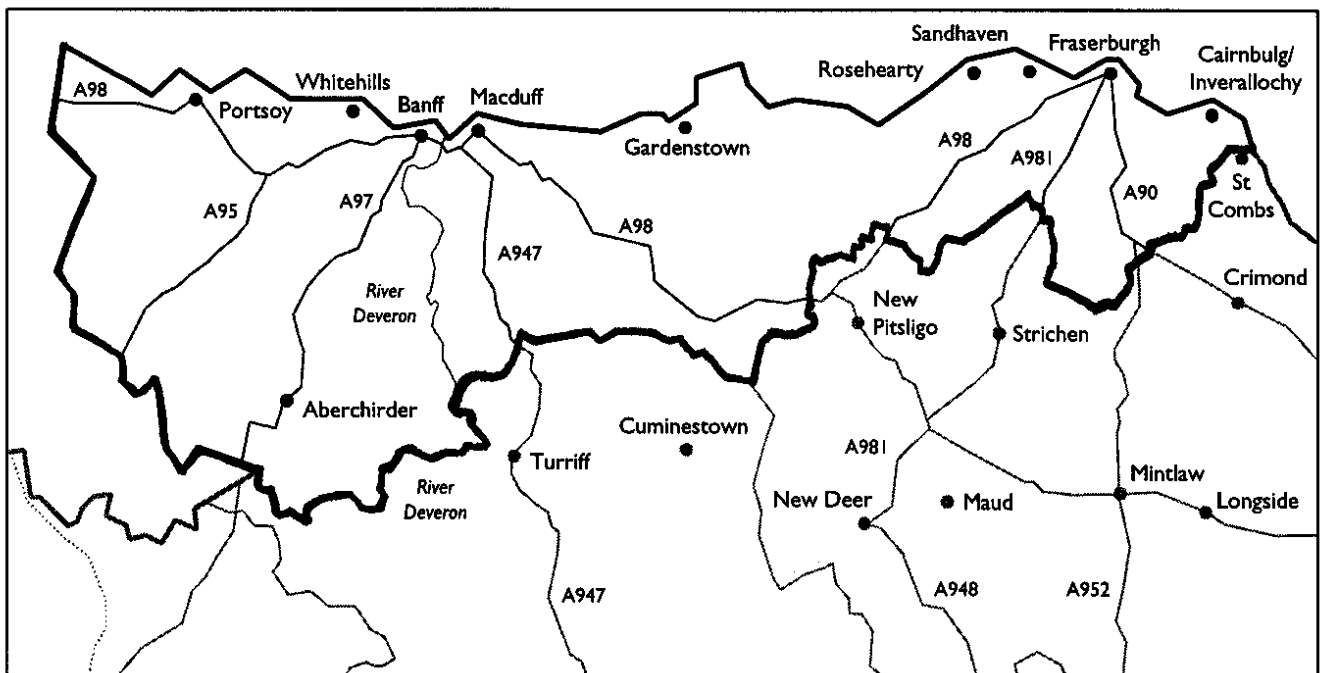 Sandhaven
Fraserburgh
Cairnbulg/
Inverallochy
Rosehearty
Whitehills
A98
Portsoy
Banff
Macduff
Gardenstown
A98
A981
A90
St
Combs
A95
A97
A947
A98
River
Deveron
New
Pitsligo
Strichen
Crimond
Aberchirder
Cuminestown
Turriff
A981
Mintlaw
River
Deveron
New Deer
Maud
Longside
A947
A948
A952